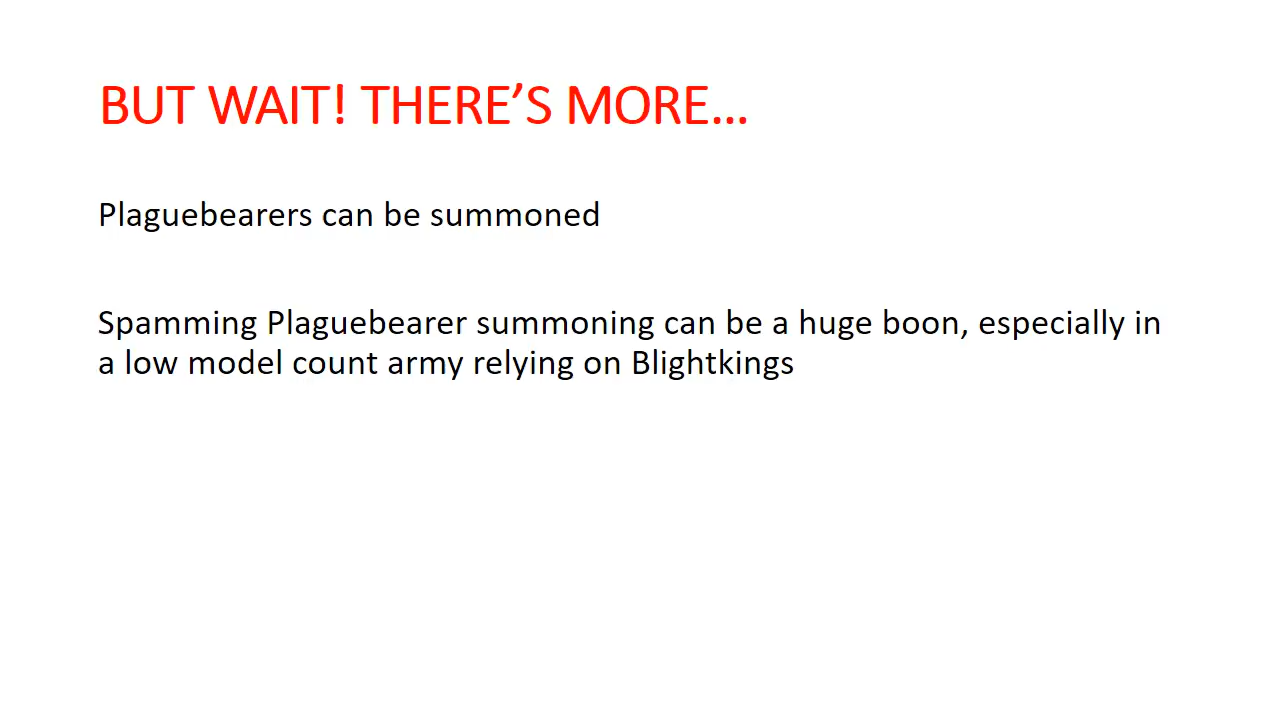 BUT WAIT! THERE’S MORE…
Plaguebearers can be summoned
Spamming Plaguebearer summoning can be a huge boon, especially in
a low model count army relying on Blightkings